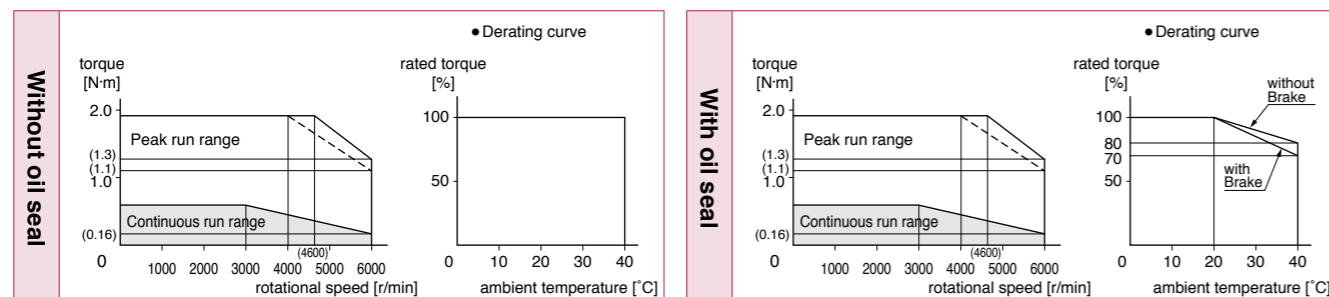 Without oil seal
● Derating curve
torque
[N·m]
2.0
Peak run range
(1.3)
(1.1)
1.0
Continuous run range
(0.16)
(4600)
0
1000 2000 3000 4000 5000 6000
rotational speed [r/min]
rated torque
[%]
100
50
0 10 20 30 40
ambient temperature [˚C]
With oil seal
● Derating curve
torque
[N·m]
2.0
Peak run range
(1.3)
(1.1)
1.0
Continuous run range
(0.16)
(4600)
0
1000 2000 3000 4000 5000 6000
rotational speed [r/min]
rated torque
[%]
without
Brake
100
80
70
with
Brake
50
0 10 20 30 40
ambient temperature [˚C]